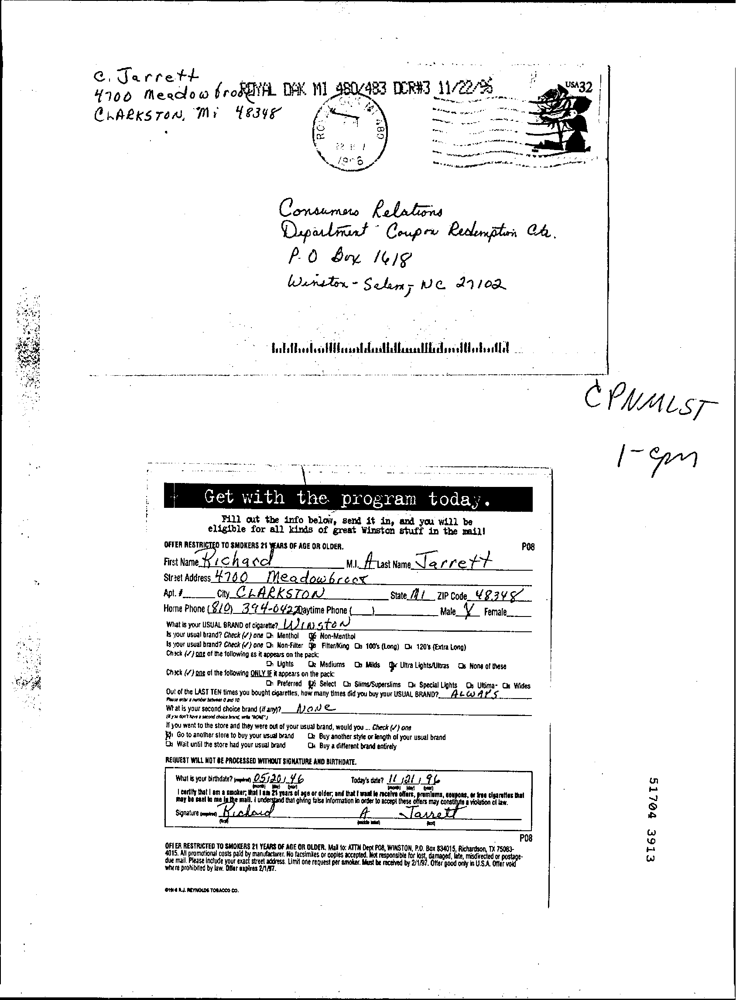 C. Jarrett
4700 Meadowbrook
ROYAL OAK MI 480/483 DCR#3 11/22/96
USA32
CLARKSTON, Mi 48348
1996
Consumers Relations
Department Coupon Redemption Ctr.
P.O Box 1418
Winston-Salem, NC 27102
CPNMLST
1-cpn
Get with the program today.
Fill out the info below, send it in, and you will be
eligible for all kinds of great Winston stuff in the mail!
OFFER RESTRICTED TO SMOKERS 21 YEARS OF AGE OR OLDER. P08
First Name Richard M.I. A Last Name Jarrett
Street Address 4700 Meadowbrook
Apt. # City CLARKSTON State MI ZIP Code 48348
Home Phone (810) 394-0422 Daytime Phone ( ) Male X Female
What is your USUAL BRAND of cigarette? WINSTON
Is your usual brand? Check (✓) one Menthol Non-Menthol
Is your usual brand? Check (✓) one Non-Filter Filter/King 100's (Long) 120's (Extra Long)
Check (✓) one of the following as it appears on the pack:
Lights Mediums Milds Ultra Lights/Ultras None of these
Check (✓) one of the following ONLY IF it appears on the pack:
Preferred Select Slims/Superslims Special Lights Ultima Wides
Out of the LAST TEN times you bought cigarettes, how many times did you buy your USUAL BRAND? ALWAYS
Please enter a number between 0 and 10
What is your second choice brand (if any)? NONE
(If you don't have a second choice brand, write "NONE")
If you went to the store and they were out of your usual brand, would you ... Check (✓) one
Go to another store to buy your usual brand Buy another style or length of your usual brand
Wait until the store had your usual brand Buy a different brand entirely
REQUEST WILL NOT BE PROCESSED WITHOUT SIGNATURE AND BIRTHDATE.
What is your birthdate? (required) 05/20/46 Today's date? 11/21/96
(month) (day) (year) (month) (day) (year)
I certify that I am a smoker, that I am 21 years of age or older, and that I want to receive offers, premiums, coupons, or free cigarettes that
may be sent to me in the mail. I understand that giving false information in order to accept these offers may constitute a violation of law.
Signature (required) Richard A Jarrett
(first) (middle initial) (last)
P08
OFFER RESTRICTED TO SMOKERS 21 YEARS OF AGE OR OLDER. Mail to: ATTN Dept P08, WINSTON, P.O. Box 834015, Richardson, TX 75083-
4015. All promotional costs paid by manufacturer. No facsimiles or copies accepted. Not responsible for lost, damaged, late, misdirected or postage-
due mail. Please include your exact street address. Limit one request per smoker. Must be received by 2/1/97. Offer good only in U.S.A. Offer void
where prohibited by law. Offer expires 2/1/97.
©1996 R.J. REYNOLDS TOBACCO CO.
51704 3913